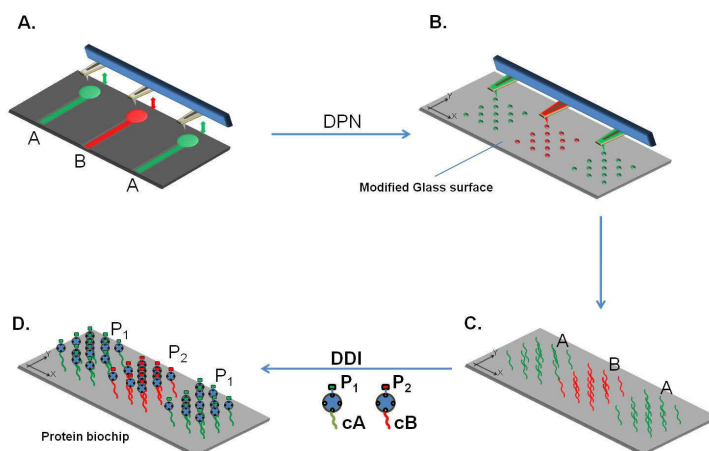 A.
A
B
A
DPN
B.
Y
X
Modified Glass surface
C.
Y
X
A
B
A
DDI
P1 P2
cA cB
D.
Y
X
P1
P2
P1
Protein biochip